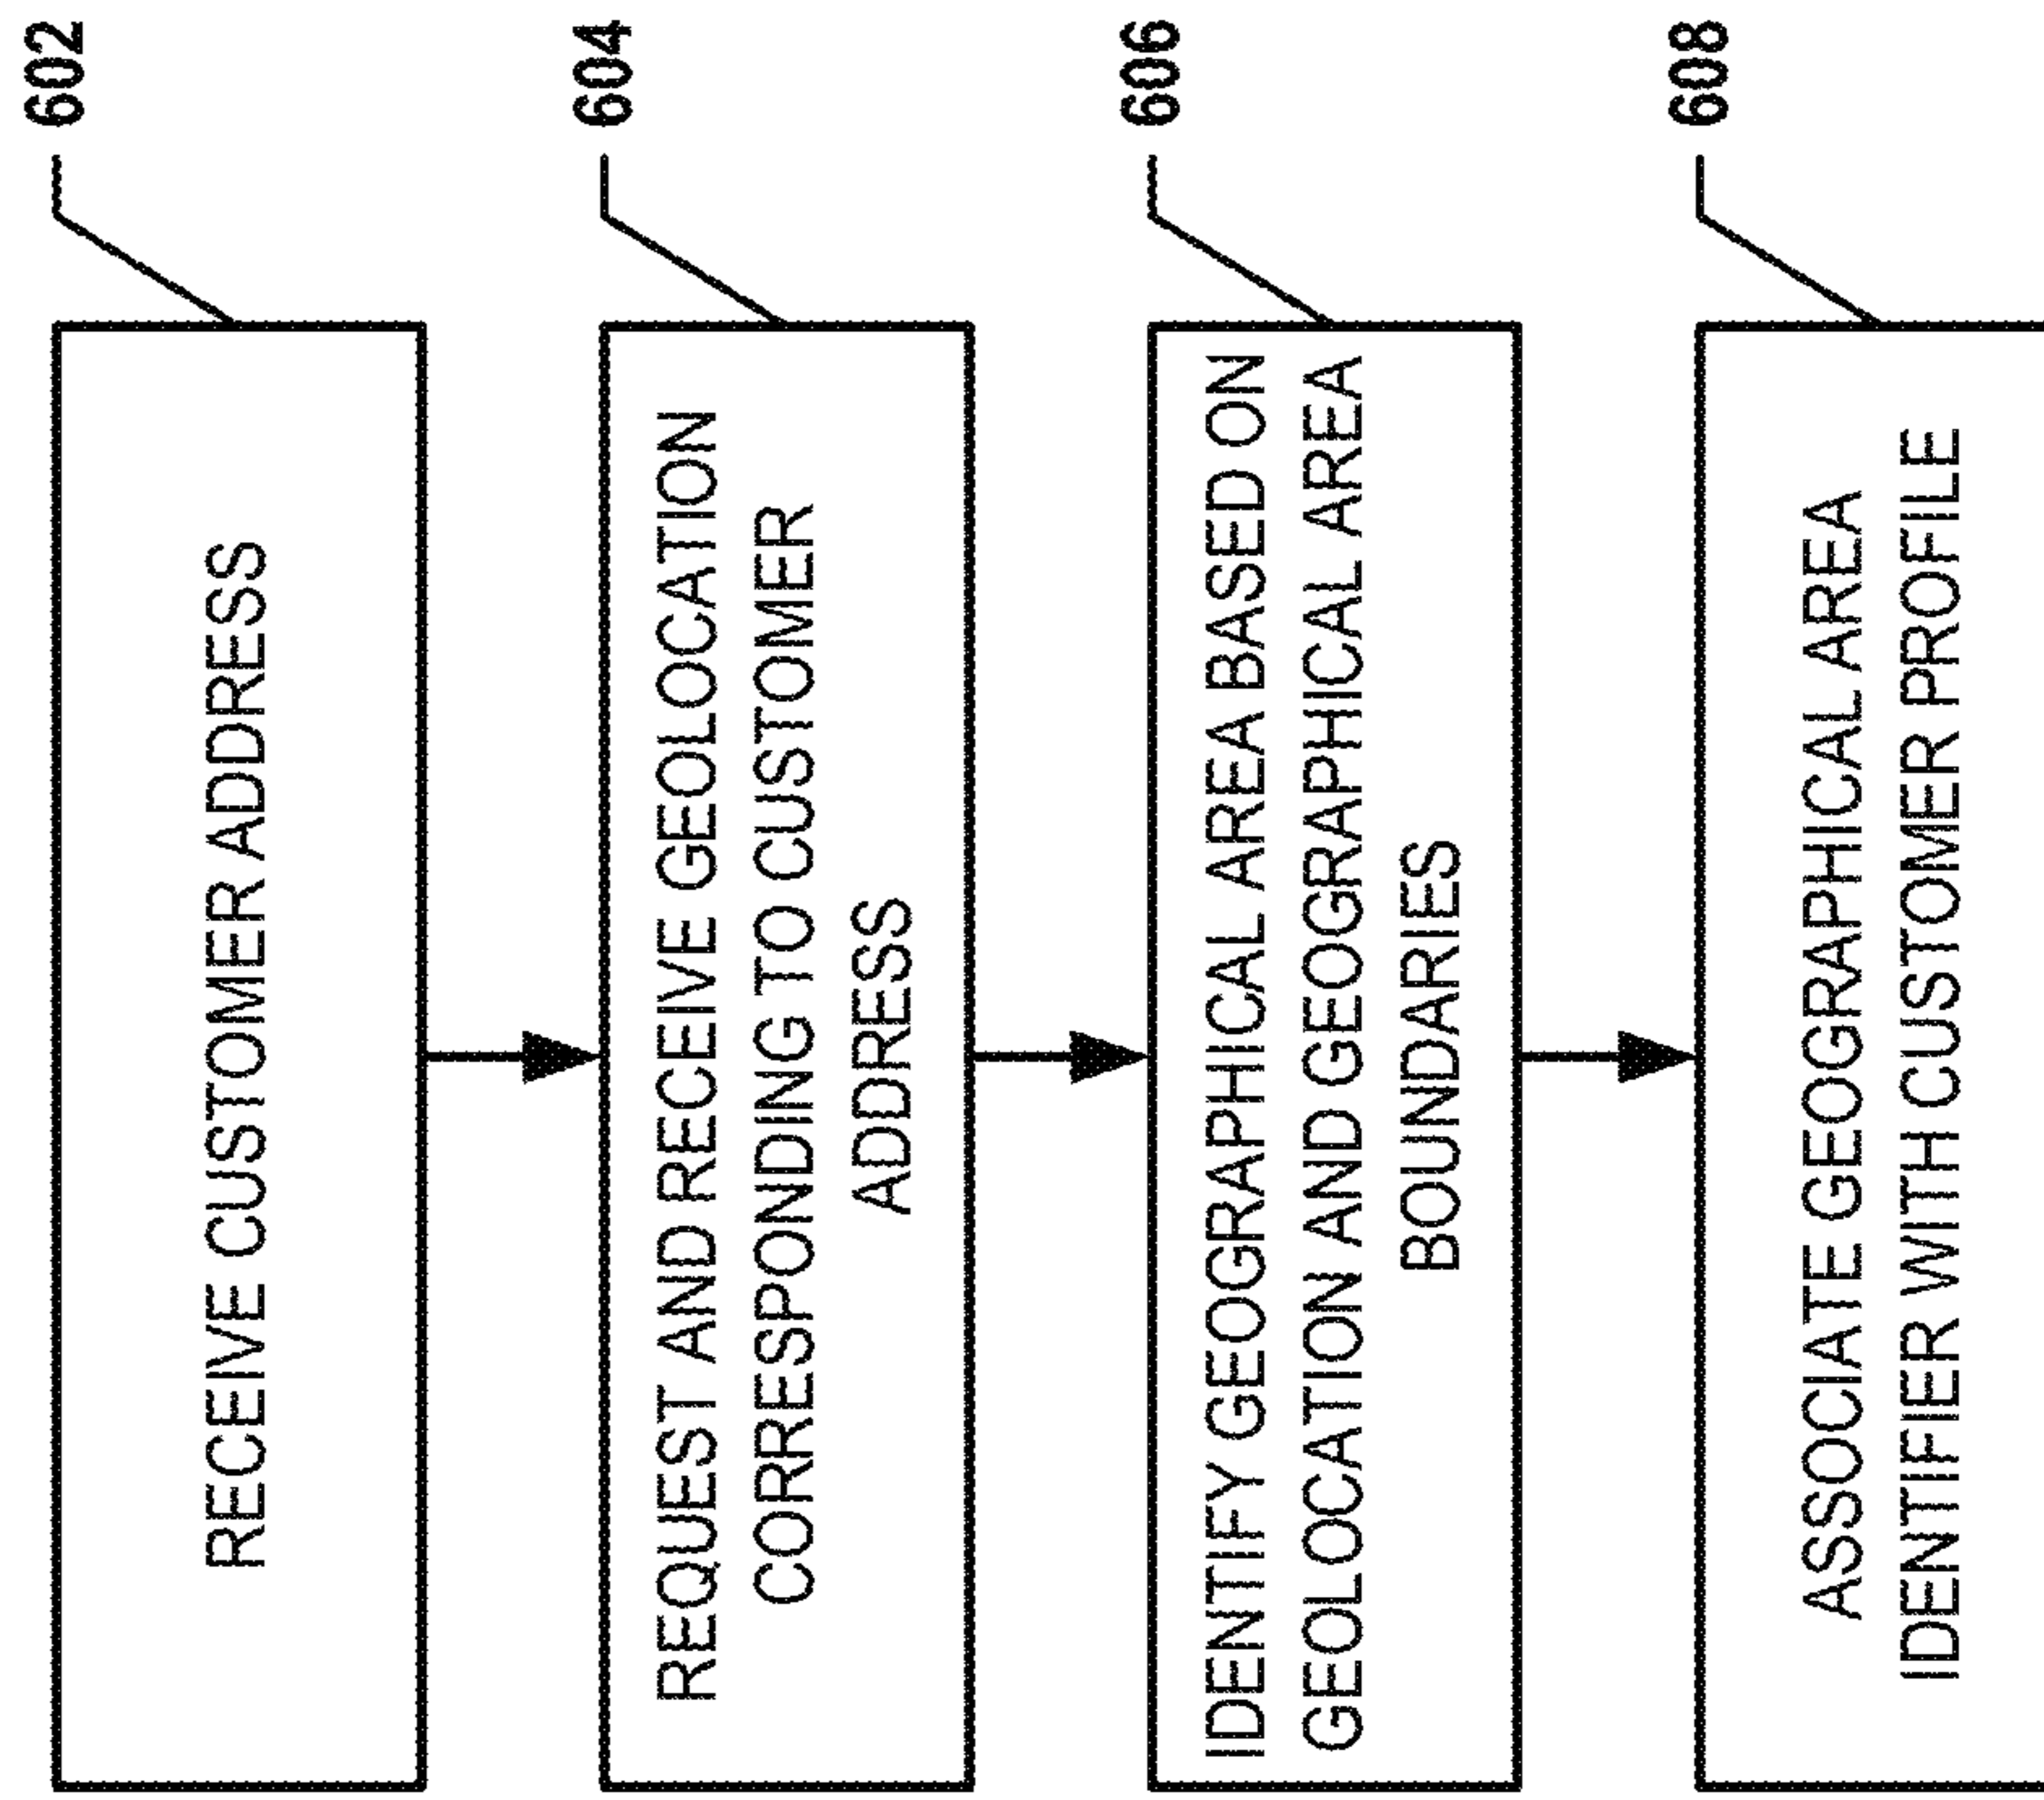 602
RECEIVE CUSTOMER ADDRESS
604
REQUEST AND RECEIVE GEOLOCATION
CORRESPONDING TO CUSTOMER
ADDRESS
606
IDENTIFY GEOGRAPHICAL AREA BASED ON
GEOLOCATION AND GEOGRAPHICAL AREA
BOUNDARIES
608
ASSOCIATE GEOGRAPHICAL AREA
IDENTIFIER WITH CUSTOMER PROFILE